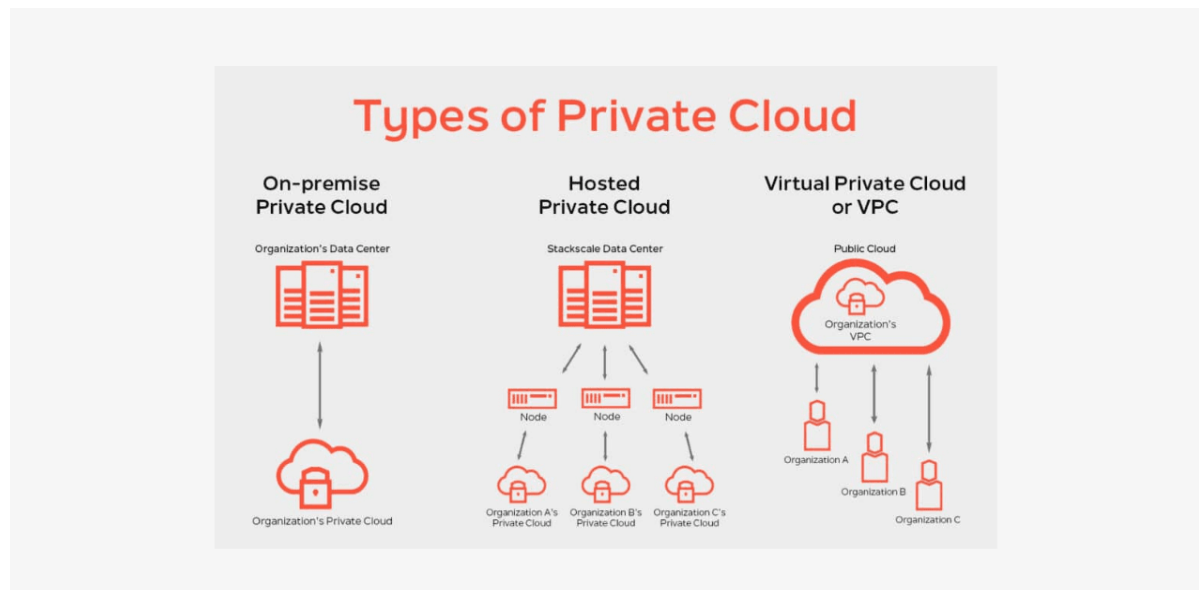 Types of Private Cloud
On-premise
Private Cloud
Organization's Data Center
Organization's Private Cloud
Hosted
Private Cloud
Stackscale Data Center
Node
Node
Node
Organization A's
Private Cloud
Organization B's
Private Cloud
Organization C's
Private Cloud
Virtual Private Cloud
or VPC
Public Cloud
Organization's
VPC
Organization A
Organization B
Organization C